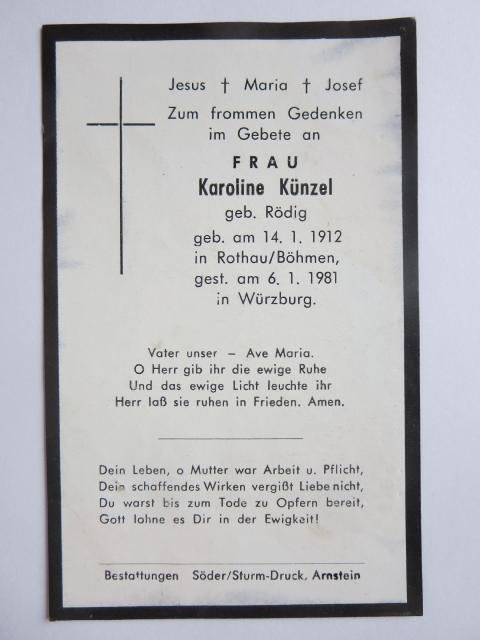 Jesus † Maria † Josef
Zum frommen Gedenken
im Gebete an
FRAU
Karoline Künzel
geb. Rödig
geb. am 14. 1. 1912
in Rothau/Böhmen,
gest. am 6. 1. 1981
in Würzburg.
Vater unser – Ave Maria.
O Herr gib ihr die ewige Ruhe
Und das ewige Licht leuchte ihr
Herr laß sie ruhen in Frieden. Amen.
Dein Leben, o Mutter war Arbeit u. Pflicht,
Dein schaffendes Wirken vergißt Liebe nicht,
Du warst bis zum Tode zu Opfern bereit,
Gott lohne es Dir in der Ewigkeit!
Bestattungen Söder/Sturm-Druck, Arnstein